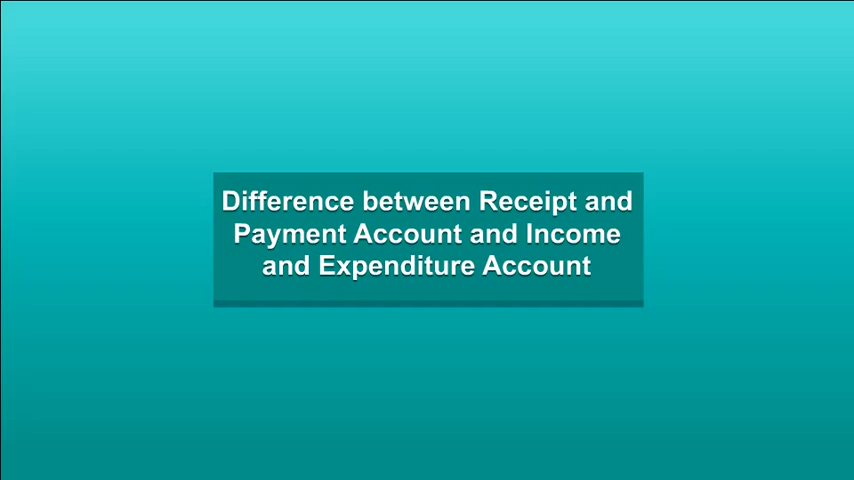 Difference between Receipt and
Payment Account and Income
and Expenditure Account